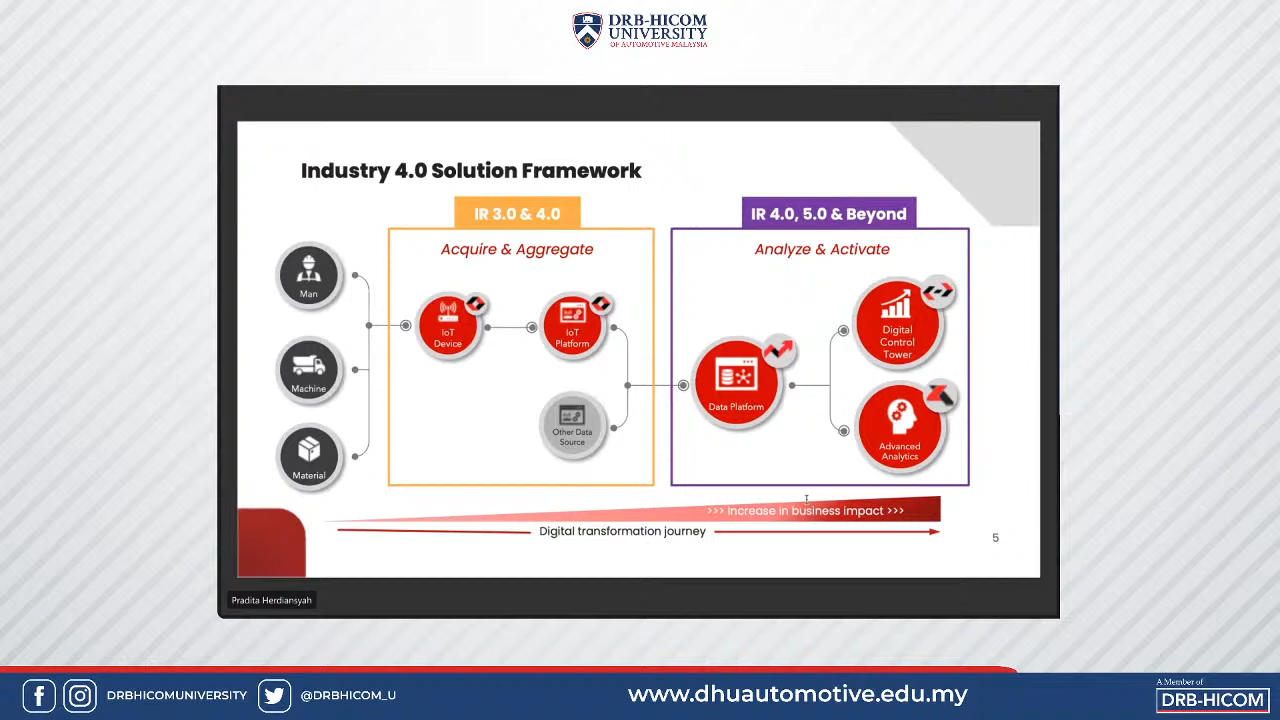 DRB-HICOM
UNIVERSITY
OF AUTOMOTIVE MALAYSIA
Industry 4.0 Solution Framework
IR 3.0 & 4.0
IR 4.0, 5.0 & Beyond
Acquire & Aggregate
Analyze & Activate
Man
Machine
Material
IoT
Device
IoT
Platform
Other Data
Source
Data Platform
Digital
Control
Tower
Advanced
Analytics
>>> Increase in business impact >>>
Digital transformation journey
5
Pradita Herdiansyah
DRBHICOMUNIVERSITY
@DRBHICOM_U
www.dhuautomotive.edu.my
A Member of
DRB-HICOM